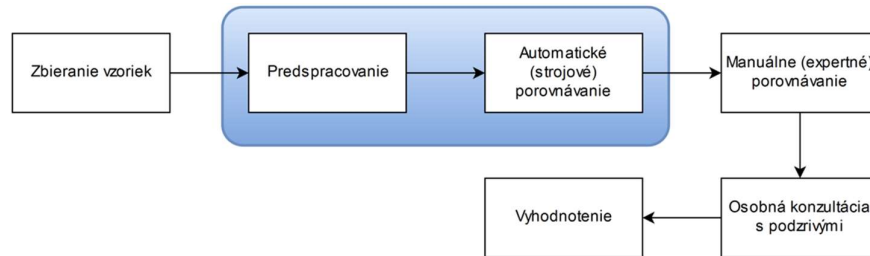 Zbieranie vzoriek
Predspracovanie
Automatické
(strojové)
porovnávanie
Manuálne (expertné)
porovnávanie
Osobná konzultácia
s podzrivými
Vyhodnotenie